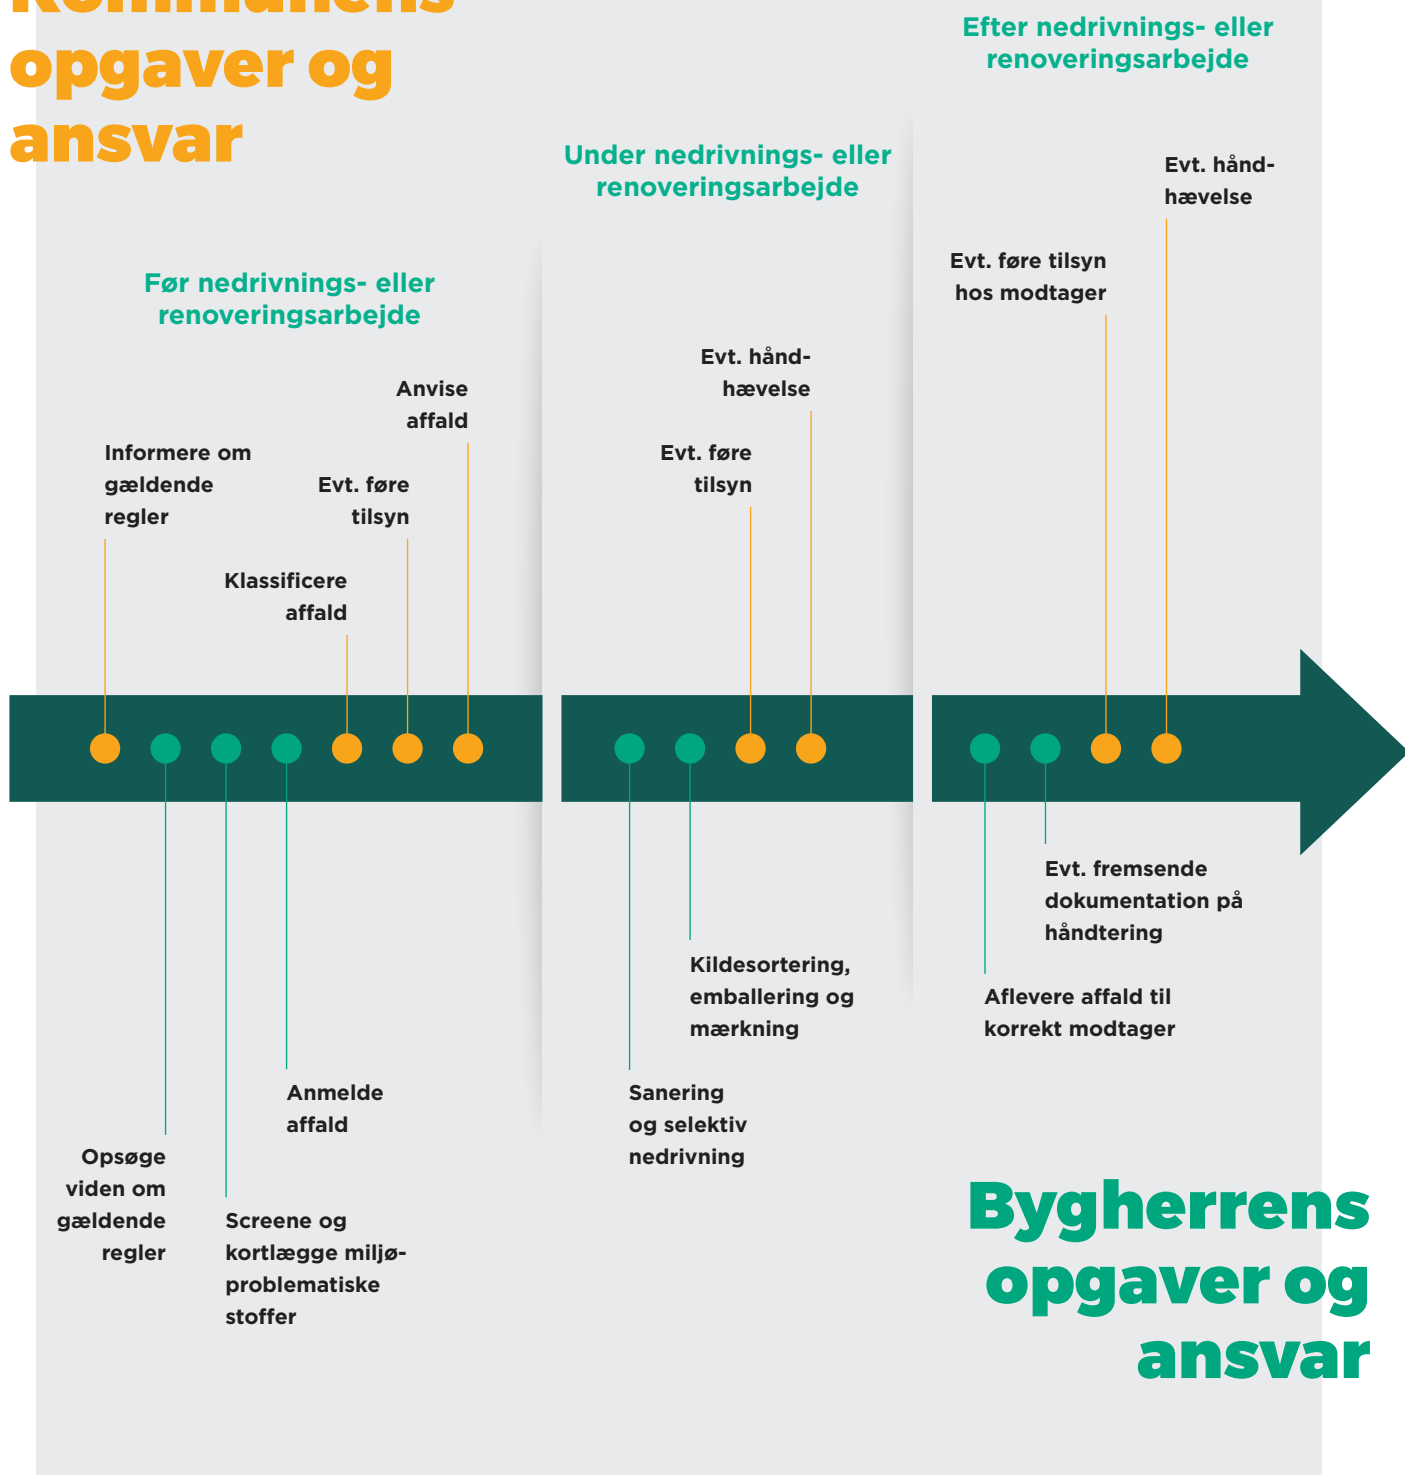 Kommunens
opgaver og
ansvar
Efter nedrivnings- eller
renoveringsarbejde
Under nedrivnings- eller
renoveringsarbejde
Før nedrivnings- eller
renoveringsarbejde
Informere om
gældende
regler
Klassificere
affald
Evt. føre
tilsyn
Anvise
affald
Evt. føre
tilsyn
Evt. hånd-
hævelse
Evt. føre tilsyn
hos modtager
Evt. hånd-
hævelse
Opsøge
viden om
gældende
regler
Screene og
kortlægge miljø-
problematiske
stoffer
Anmelde
affald
Sanering
og selektiv
nedrivning
Kildesortering,
emballering og
mærkning
Aflevere affald til
korrekt modtager
Evt. fremsende
dokumentation på
håndtering
Bygherrens
opgaver og
ansvar